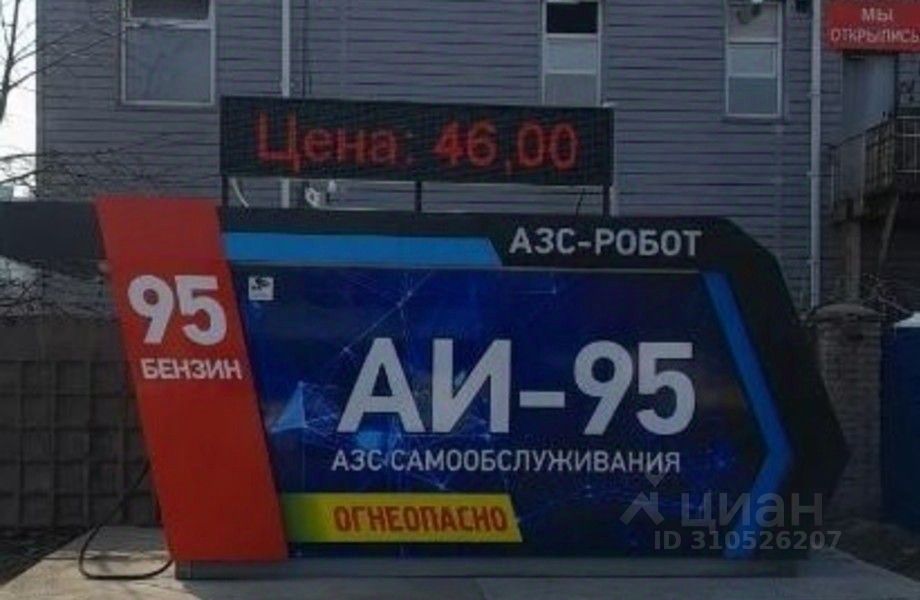 МЫ
ОТКРЫЛИСЬ
Цена: 46,00
АЗС-РОБОТ
95
БЕНЗИН
АИ-95
АЗС САМООБСЛУЖИВАНИЯ
ОГНЕОПАСНО
циан
ID 310526207